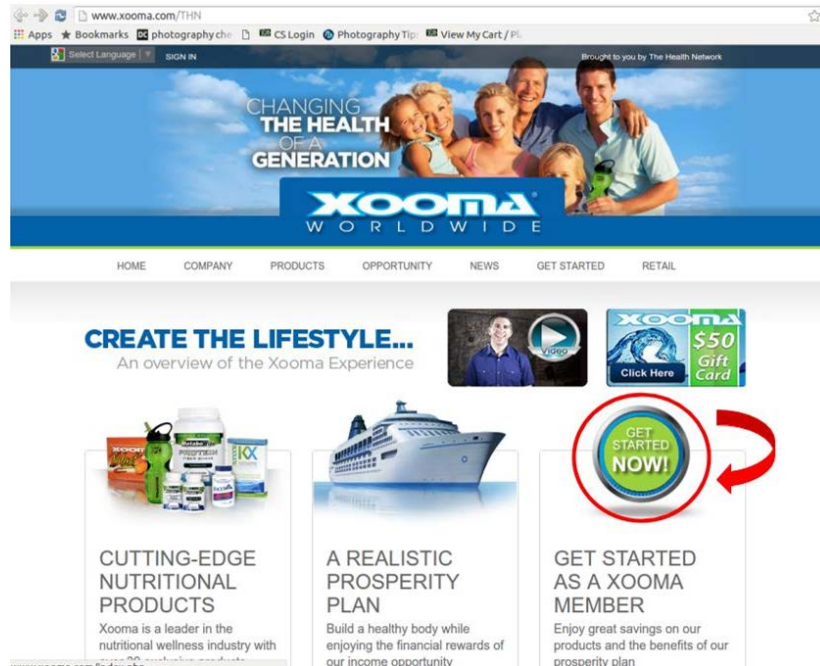 www.xooma.com/THN
Apps Bookmarks photography che CS Login Photography Tip View My Cart / Pl
Select Language SIGN IN Brought to you by The Health Network
CHANGING
THE HEALTH
OF A
GENERATION
XOOMA
WORLDWIDE
HOME COMPANY PRODUCTS OPPORTUNITY NEWS GET STARTED RETAIL
CREATE THE LIFESTYLE...
An overview of the Xooma Experience
Video
XOOMA
$50
Gift
Card
Click Here
PROTEIN
KX
GET
STARTED
NOW!
CUTTING-EDGE
NUTRITIONAL
PRODUCTS
Xooma is a leader in the
nutritional wellness industry with
A REALISTIC
PROSPERITY
PLAN
Build a healthy body while
enjoying the financial rewards of
our income opportunity
GET STARTED
AS A XOOMA
MEMBER
Enjoy great savings on our
products and the benefits of our
prosperity plan